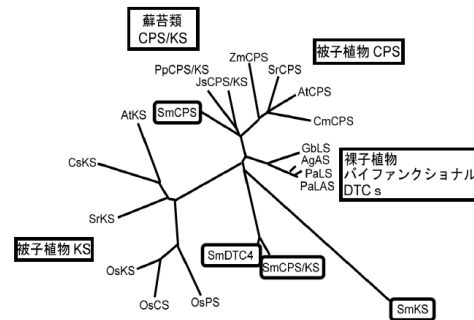 蘚苔類
CPS/KS
被子植物 CPS
ZmCPS
SrCPS
PpCPS/KS
JsCPS/KS
AtCPS
SmCPS
CmCPS
AtKS
GbLS
AgAS
PaLS
PaLAS
裸子植物
バイファンクショナル
DTCs
CsKS
SrKS
被子植物 KS
SmDTC4
SmCPS/KS
OsKS
OsCS
OsPS
SmKS